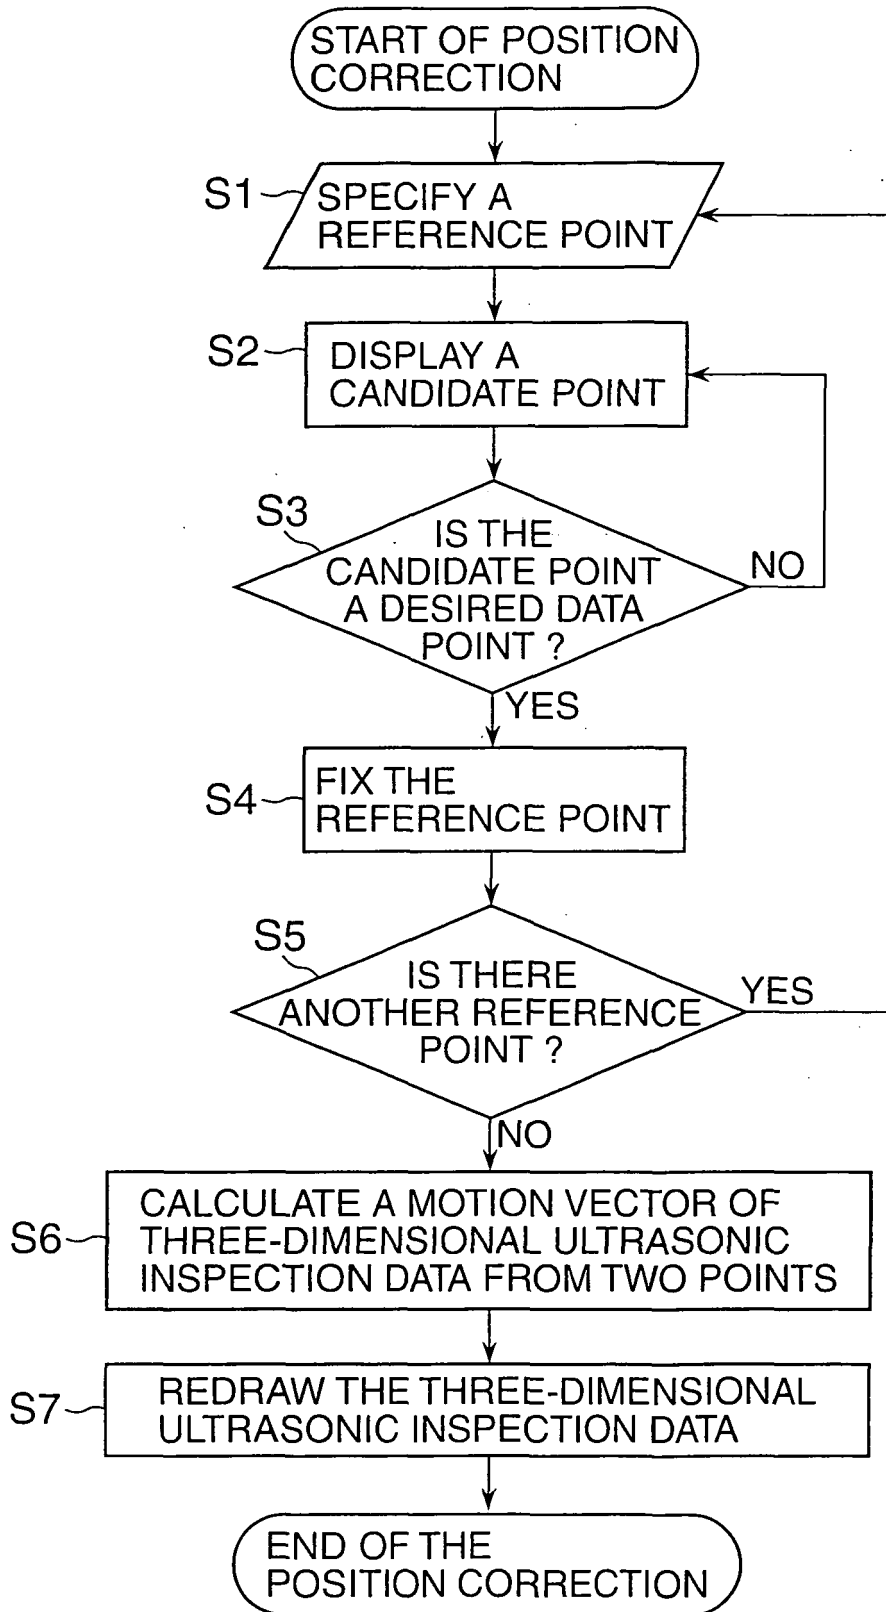 START OF POSITION
CORRECTION
S1
SPECIFY A
REFERENCE POINT
S2
DISPLAY A
CANDIDATE POINT
S3
IS THE
CANDIDATE POINT
A DESIRED DATA
POINT ?
NO
YES
S4
FIX THE
REFERENCE POINT
S5
IS THERE
ANOTHER REFERENCE
POINT ?
YES
NO
S6
CALCULATE A MOTION VECTOR OF
THREE-DIMENSIONAL ULTRASONIC
INSPECTION DATA FROM TWO POINTS
S7
REDRAW THE THREE-DIMENSIONAL
ULTRASONIC INSPECTION DATA
END OF THE
POSITION CORRECTION